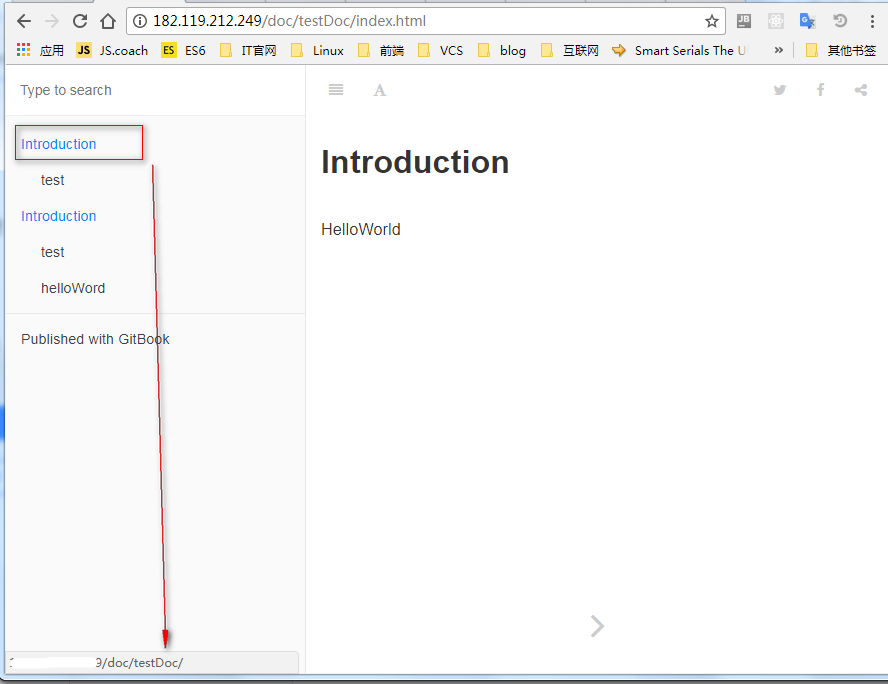 182.119.212.249/doc/testDoc/index.html
应用 JS JS.coach ES ES6 IT官网 Linux 前端 VCS blog 互联网 Smart Serials The U » 其他书签
Type to search
A
Introduction
test
Introduction
test
helloWord
Published with GitBook
Introduction
HelloWorld
9/doc/testDoc/